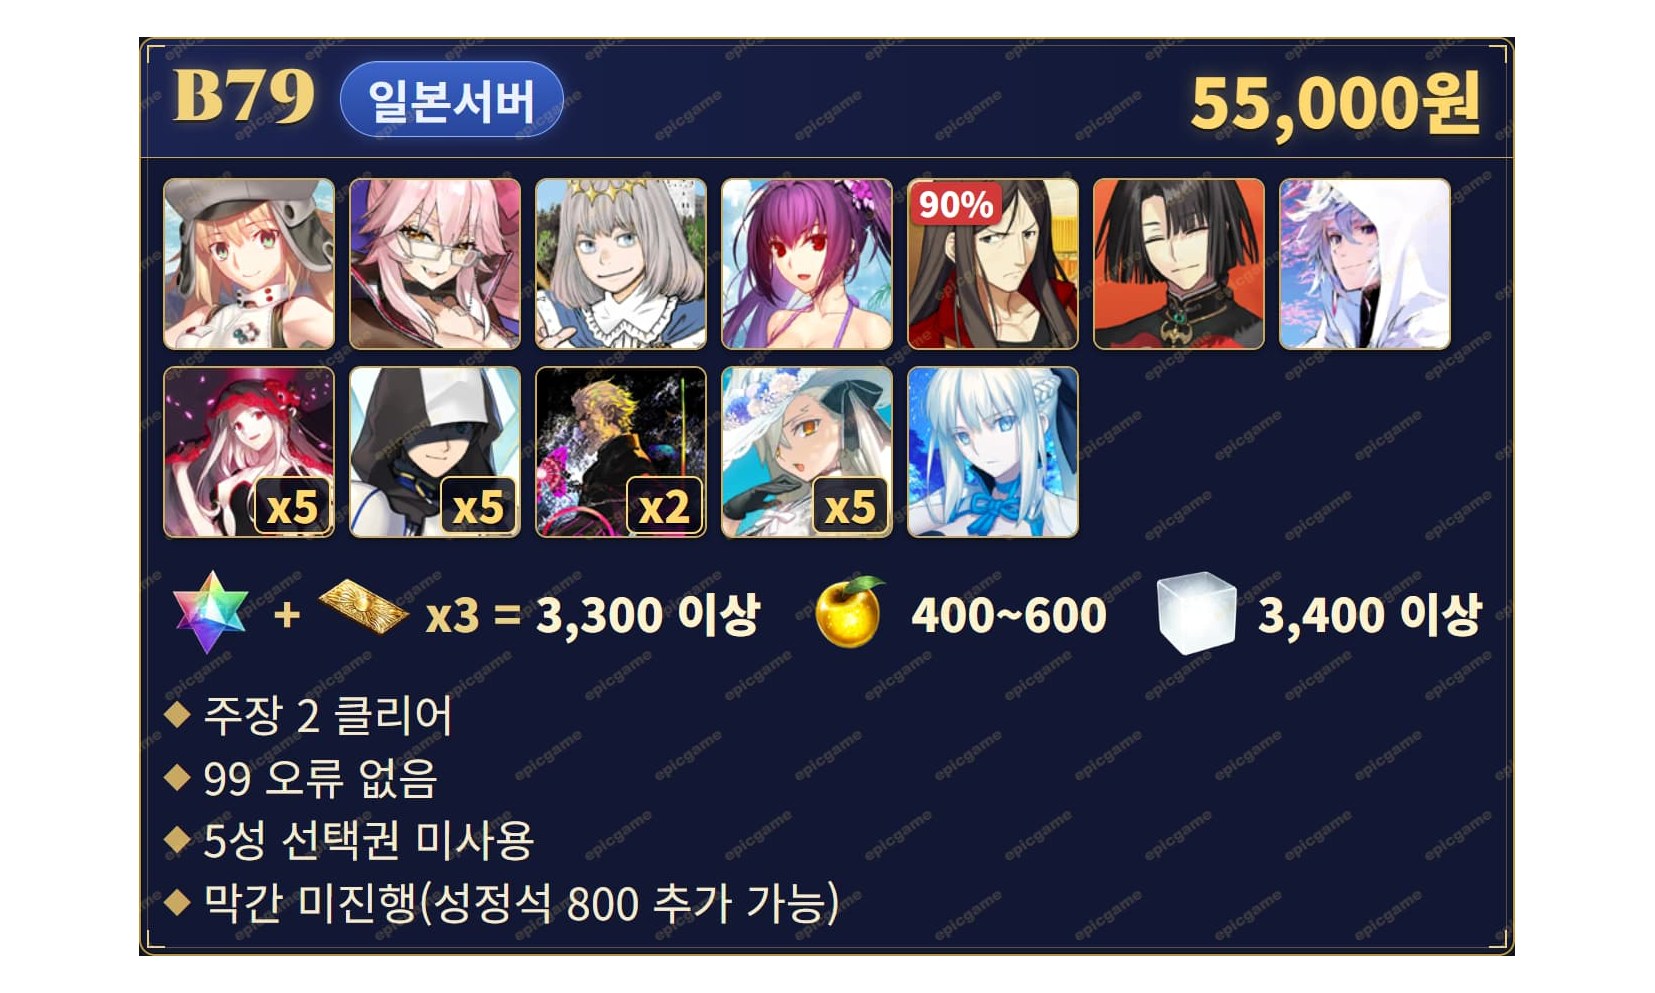 B79 일본서버 55,000원
90%
x5 x5 x2 x5
+ x3 = 3,300 이상 400~600 3,400 이상
주장 2 클리어
99 오류 없음
5성 선택권 미사용
막간 미진행(성정석 800 추가 가능)
epicgame